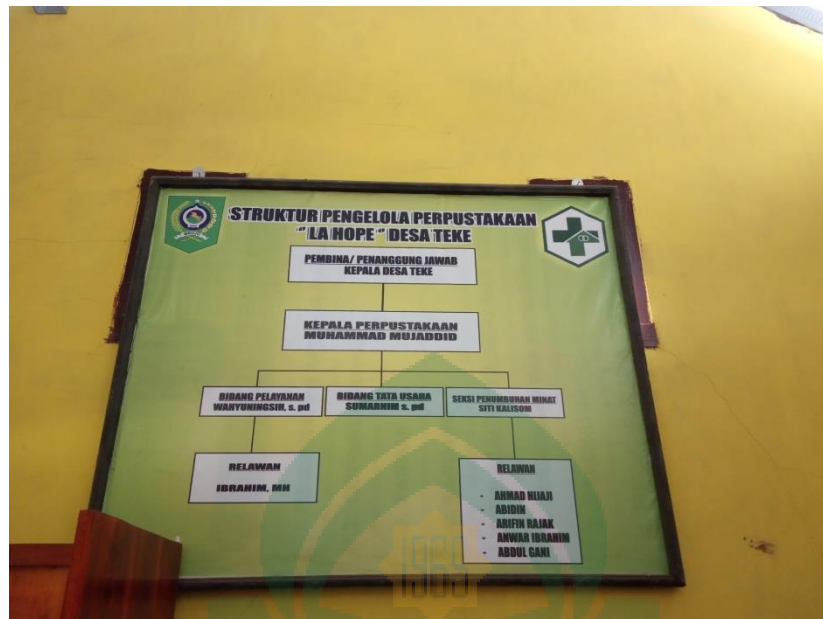 STRUKTUR PENGELOLA PERPUSTAKAAN
"LA HOPE" DESA TEKE
PEMBINA/ PENANGGUNG JAWAB
KEPALA DESA TEKE
KEPALA PERPUSTAKAAN
MUHAMMAD MUJADDID
BIDANG PELAYANAN
WAHYUNINGSIH, s. pd
BIDANG TATA USAHA
SUMARNIM s. pd
SEKSI PENUMBUHAN MINAT
SITI KALISOM
RELAWAN
IBRAHIM, MH
RELAWAN
- AHMAD HIJAJI
- ABIDIN
- ARIFIN RAJAK
- ANWAR IBRAHIM
- ABDUL GANI
1969